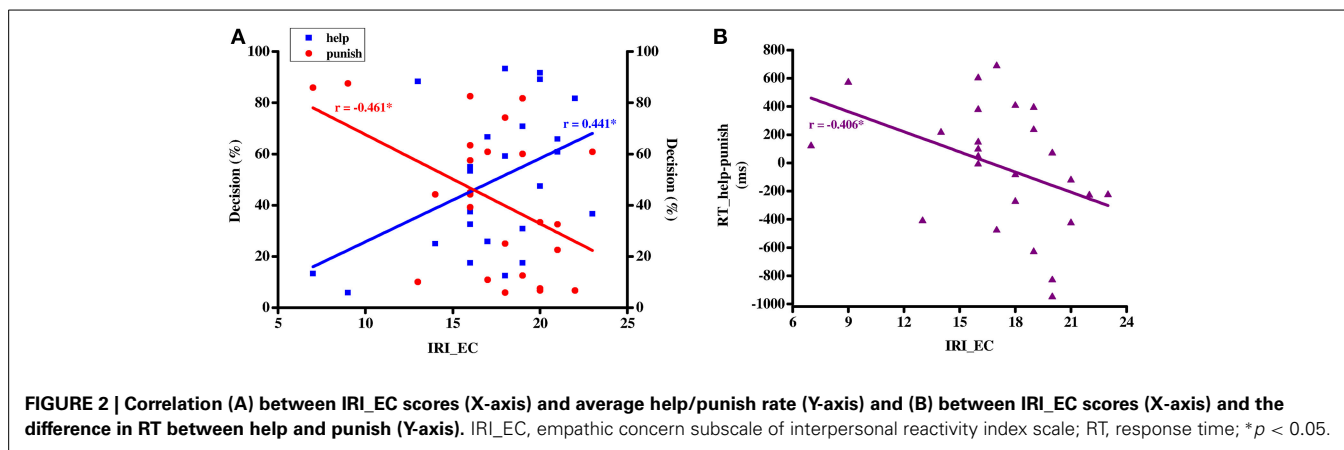 A
help
punish
100
80
60
40
20
0
Decision (%)
r = -0.461*
r = 0.441*
100
80
60
40
20
0
Decision (%)
5 10 15 20 25
IRI_EC
B
800
600
400
200
0
-200
-400
-600
-800
-1000
RT_help-punish
(ms)
r = -0.406*
6 9 12 15 18 21 24
IRI_EC
FIGURE 2 | Correlation (A) between IRI_EC scores (X-axis) and average help/punish rate (Y-axis) and (B) between IRI_EC scores (X-axis) and the
difference in RT between help and punish (Y-axis). IRI_EC, empathic concern subscale of interpersonal reactivity index scale; RT, response time; *p < 0.05.